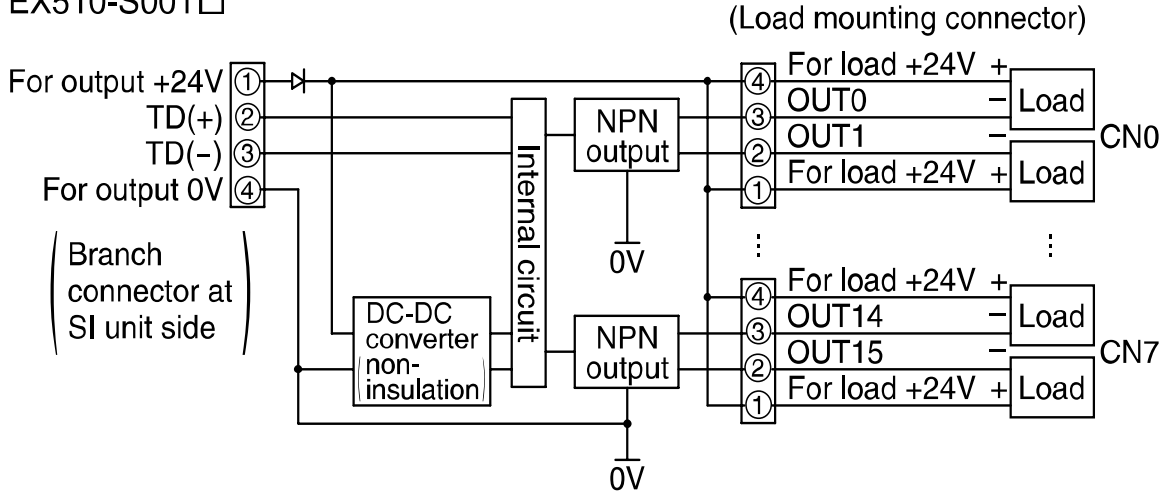 EX510-S001□
(Load mounting connector)
For output +24V ①
TD(+) ②
TD(−) ③
For output 0V ④
Branch
connector at
SI unit side
Internal circuit
NPN
output
0V
DC-DC
converter
non-
insulation
NPN
output
0V
④ For load +24V + Load
③ OUT0 −
② OUT1 − Load
① For load +24V +
CN0
⋮
⋮
④ For load +24V + Load
③ OUT14 −
② OUT15 − Load
① For load +24V +
CN7